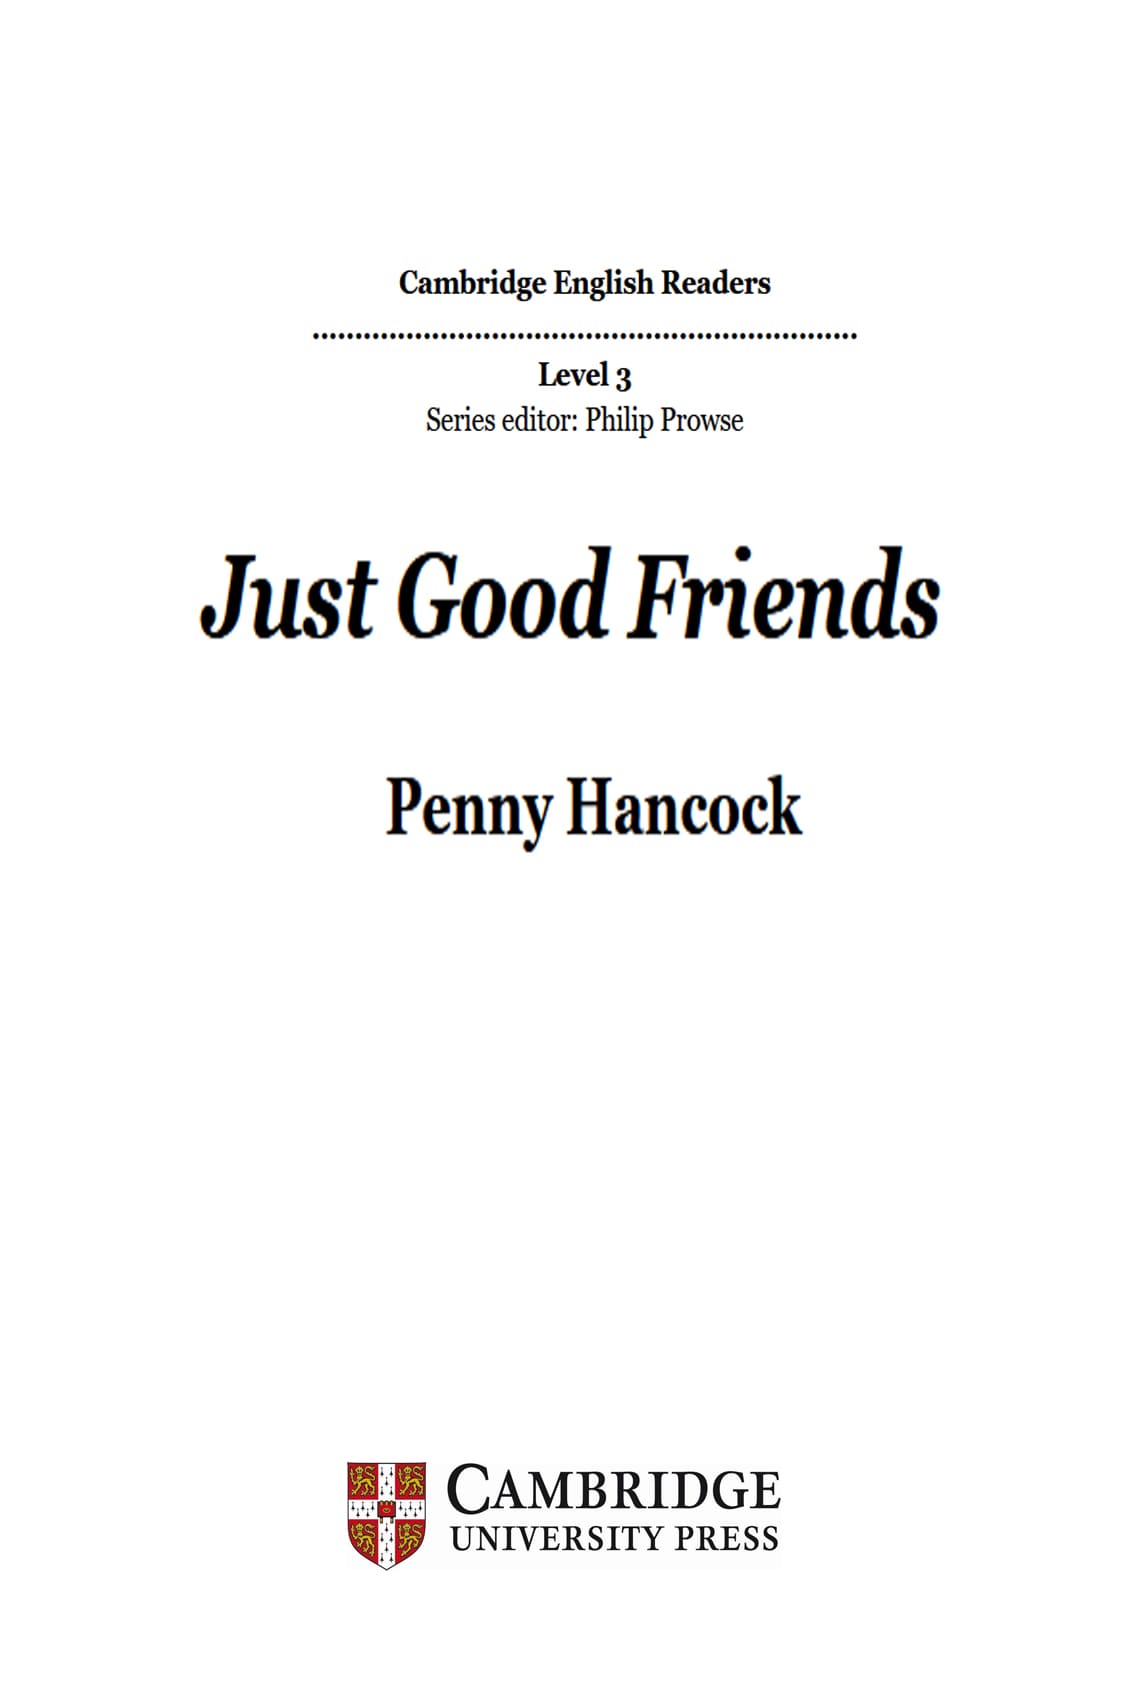 Cambridge English Readers
Level 3
Series editor: Philip Prowse
Just Good Friends
Penny Hancock
CAMBRIDGE
UNIVERSITY PRESS